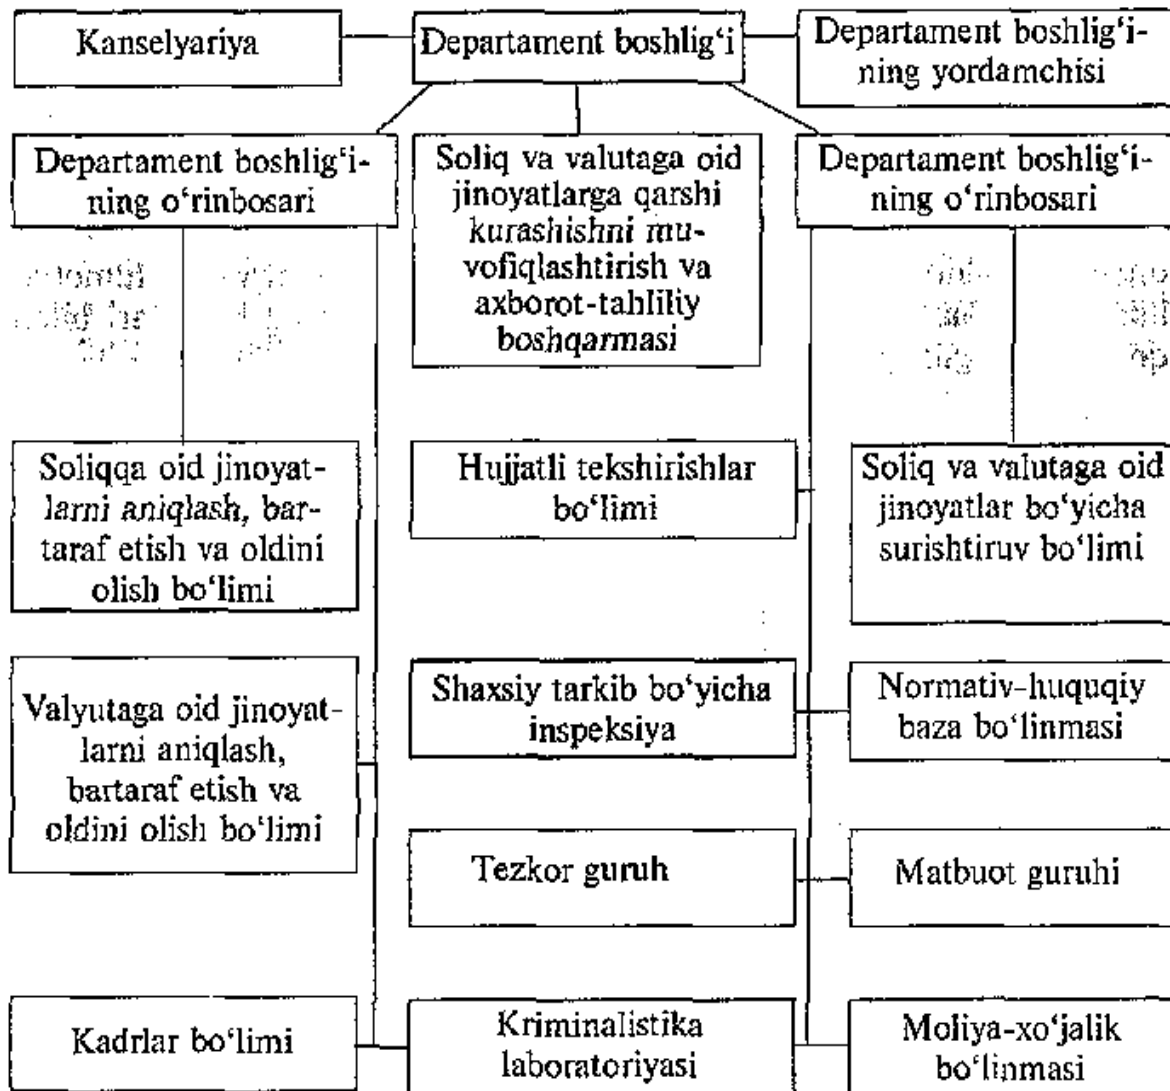 Kanselyariya
Departament boshlig‘i
Departament boshlig‘i-
ning yordamchisi
Departament boshlig‘i-
ning o‘rinbosari
Soliq va valutaga oid
jinoyatlarga qarshi
kurashishni mu-
vofiqlashtirish va
axborot-tahliliy
boshqarmasi
Departament boshlig‘i-
ning o‘rinbosari
Soliqqa oid jinoyat-
larni aniqlash, bar-
taraf etish va oldini
olish bo‘limi
Hujjatli tekshirishlar
bo‘limi
Soliq va valutaga oid
jinoyatlar bo‘yicha
surishtiruv bo‘limi
Valyutaga oid jinoyat-
larni aniqlash,
bartaraf etish va
oldini olish bo‘limi
Shaxsiy tarkib bo‘yicha
inspeksiya
Normativ-huquqiy
baza bo‘linmasi
Tezkor guruh
Matbuot guruhi
Kadrlar bo‘limi
Kriminalistika
laboratoriyasi
Moliya-xo‘jalik
bo‘linmasi